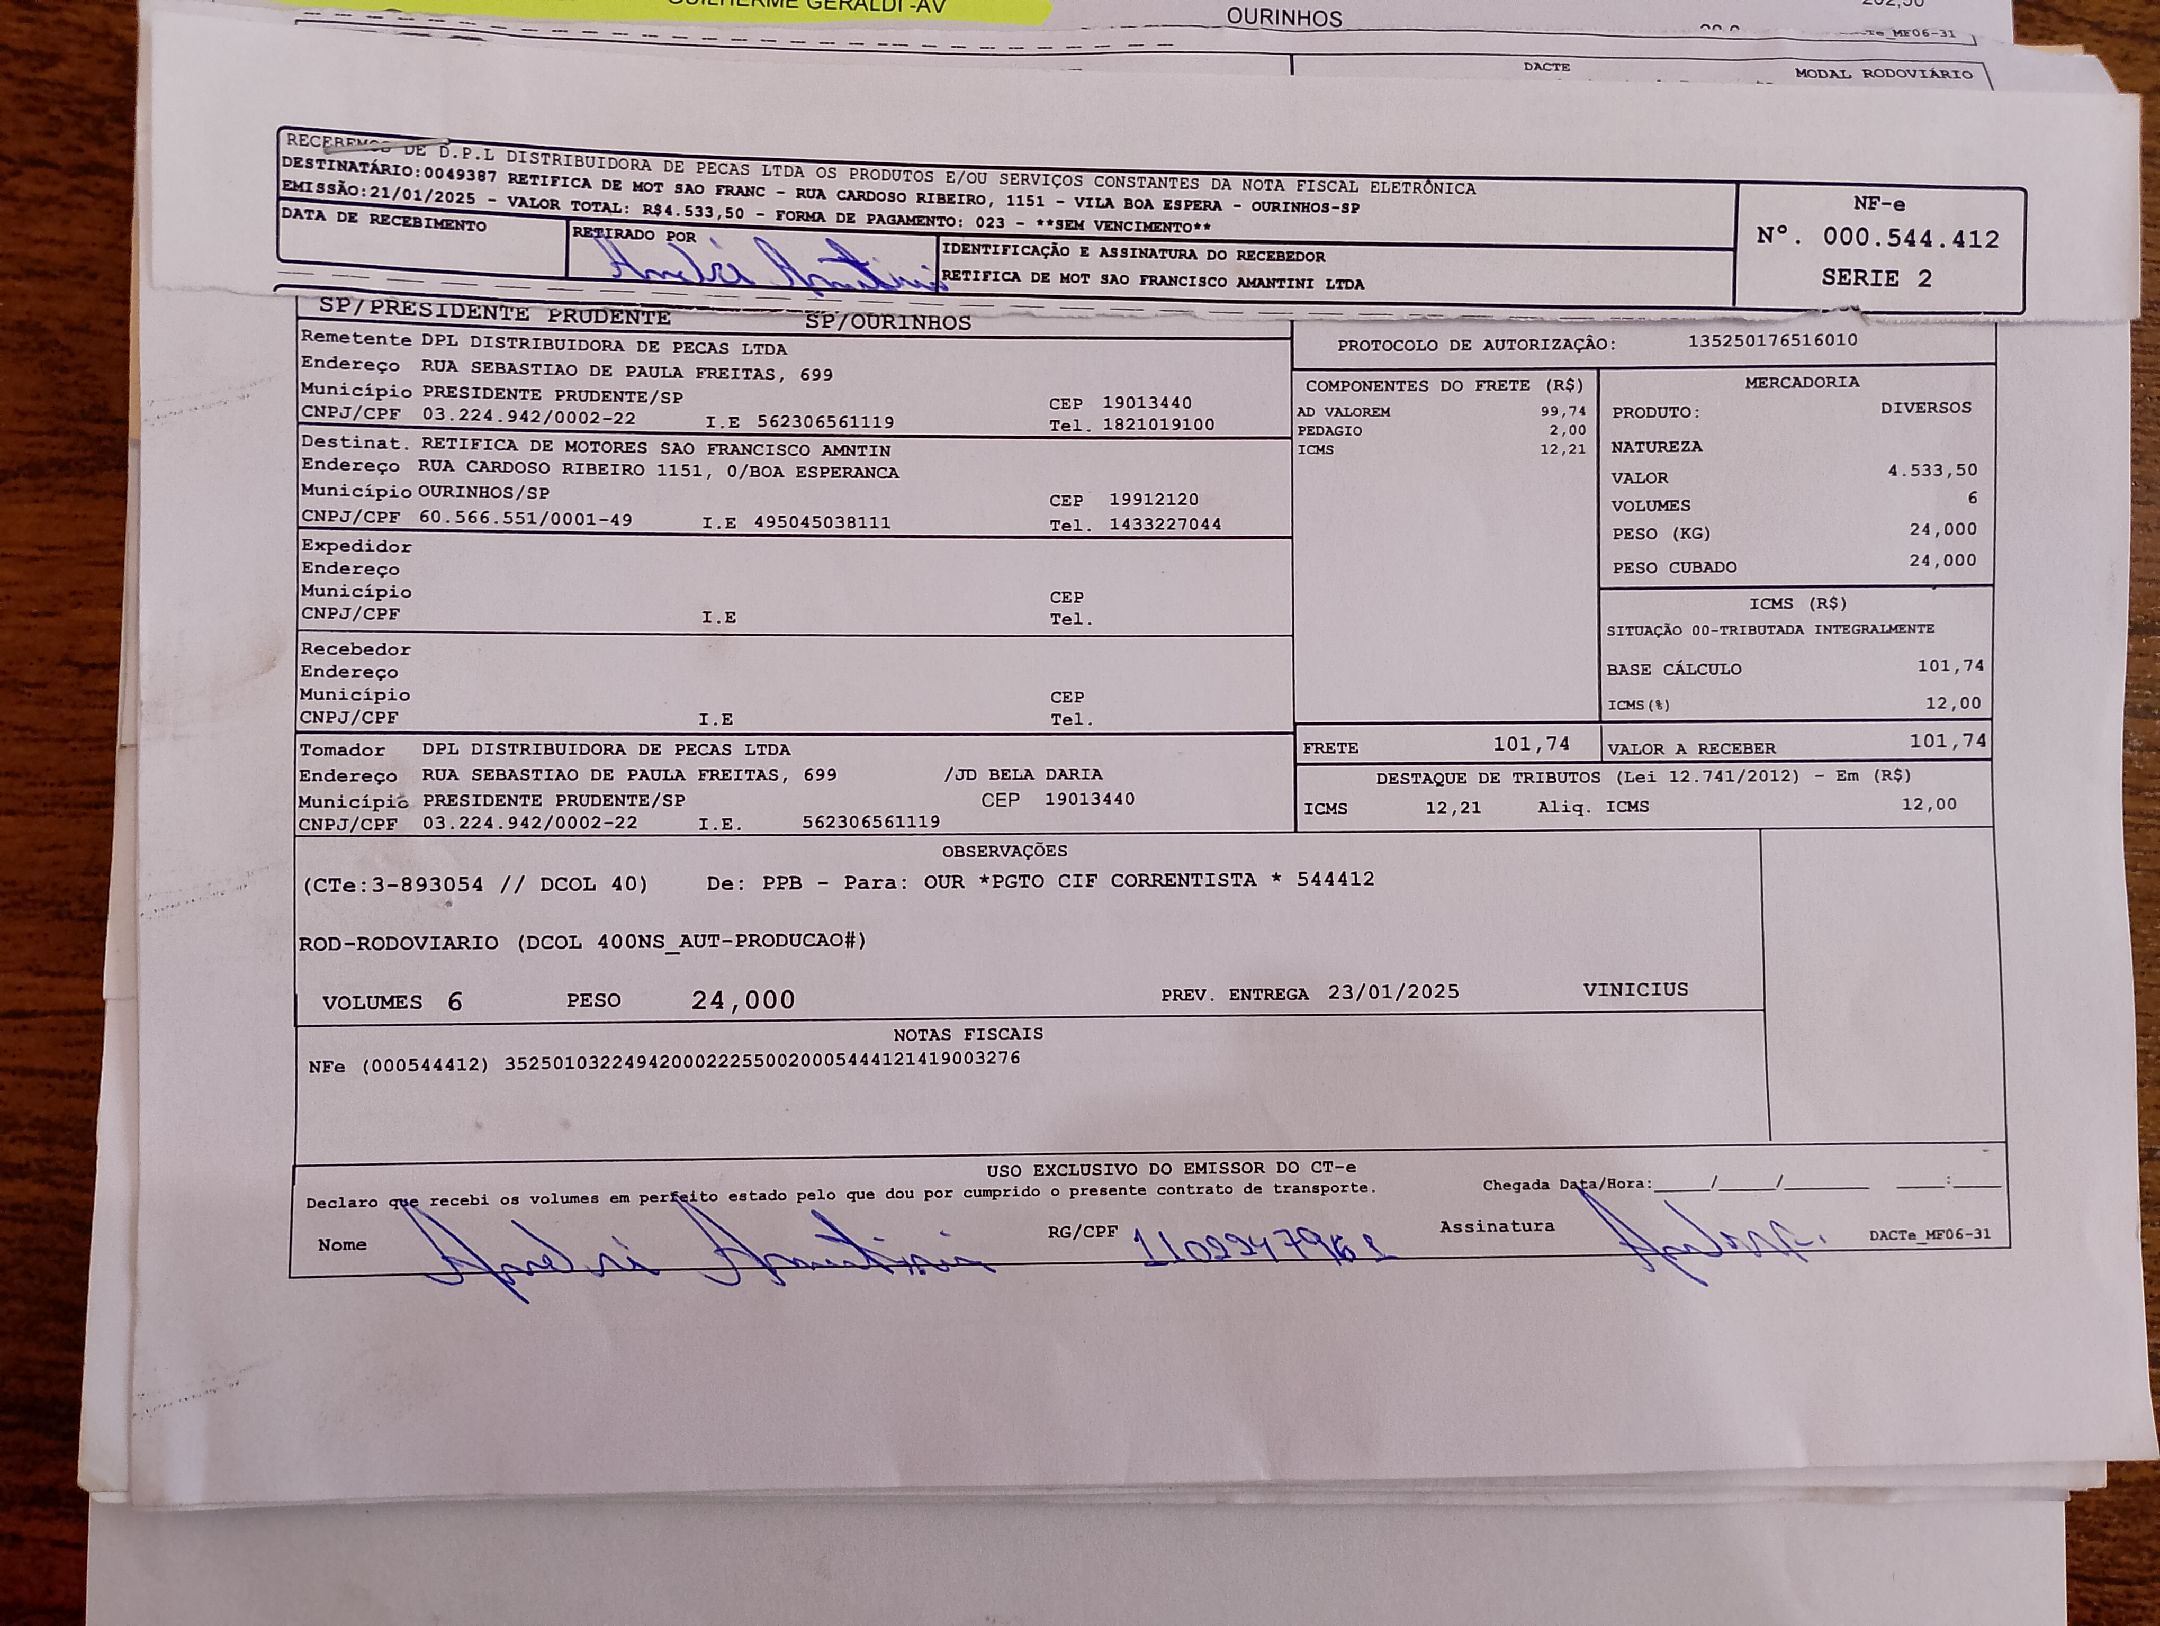 GUILHERME GERALDI -AV
OURINHOS
202,50
Te_MF06-31
DACTE
MODAL RODOVIÁRIO
RECEBEMOS DE D.P.L DISTRIBUIDORA DE PECAS LTDA OS PRODUTOS E/OU SERVIÇOS CONSTANTES DA NOTA FISCAL ELETRÔNICA
DESTINATÁRIO:0049387 RETIFICA DE MOT SAO FRANC - RUA CARDOSO RIBEIRO, 1151 - VILA BOA ESPERA - OURINHOS-SP
EMISSÃO:21/01/2025 - VALOR TOTAL: R$4.533,50 - FORMA DE PAGAMENTO: 023 - **SEM VENCIMENTO**
NF-e
Nº. 000.544.412
SERIE 2
DATA DE RECEBIMENTO
RETIRADO POR
André Amantini
IDENTIFICAÇÃO E ASSINATURA DO RECEBEDOR
RETIFICA DE MOT SAO FRANCISCO AMANTINI LTDA
SP/PRESIDENTE PRUDENTE SP/OURINHOS
Remetente DPL DISTRIBUIDORA DE PECAS LTDA
Endereço RUA SEBASTIAO DE PAULA FREITAS, 699
Município PRESIDENTE PRUDENTE/SP CEP 19013440
CNPJ/CPF 03.224.942/0002-22 I.E 562306561119 Tel. 1821019100
Destinat. RETIFICA DE MOTORES SAO FRANCISCO AMNTIN
Endereço RUA CARDOSO RIBEIRO 1151, 0/BOA ESPERANCA
Município OURINHOS/SP CEP 19912120
CNPJ/CPF 60.566.551/0001-49 I.E 495045038111 Tel. 1433227044
Expedidor
Endereço
Município CEP
CNPJ/CPF I.E Tel.
Recebedor
Endereço
Município CEP
CNPJ/CPF I.E Tel.
Tomador DPL DISTRIBUIDORA DE PECAS LTDA
Endereço RUA SEBASTIAO DE PAULA FREITAS, 699 /JD BELA DARIA
Município PRESIDENTE PRUDENTE/SP CEP 19013440
CNPJ/CPF 03.224.942/0002-22 I.E. 562306561119
PROTOCOLO DE AUTORIZAÇÃO: 135250176516010
COMPONENTES DO FRETE (R$)
AD VALOREM 99,74
PEDAGIO 2,00
ICMS 12,21
MERCADORIA
PRODUTO: DIVERSOS
NATUREZA
VALOR 4.533,50
VOLUMES 6
PESO (KG) 24,000
PESO CUBADO 24,000
ICMS (R$)
SITUAÇÃO 00-TRIBUTADA INTEGRALMENTE
BASE CÁLCULO 101,74
ICMS(%) 12,00
FRETE 101,74 VALOR A RECEBER 101,74
DESTAQUE DE TRIBUTOS (Lei 12.741/2012) - Em (R$)
ICMS 12,21 Aliq. ICMS 12,00
OBSERVAÇÕES
(CTe:3-893054 // DCOL 40) De: PPB - Para: OUR *PGTO CIF CORRENTISTA * 544412
ROD-RODOVIARIO (DCOL 400NS_AUT-PRODUCAO#)
VOLUMES 6 PESO 24,000 PREV. ENTREGA 23/01/2025 VINICIUS
NOTAS FISCAIS
NFe (000544412) 35250103224942000222550020005444121419003276
USO EXCLUSIVO DO EMISSOR DO CT-e
Declaro que recebi os volumes em perfeito estado pelo que dou por cumprido o presente contrato de transporte. Chegada Data/Hora:____/____/______ ___:___
Nome André Amantini RG/CPF Assinatura DACTe_MF06-31